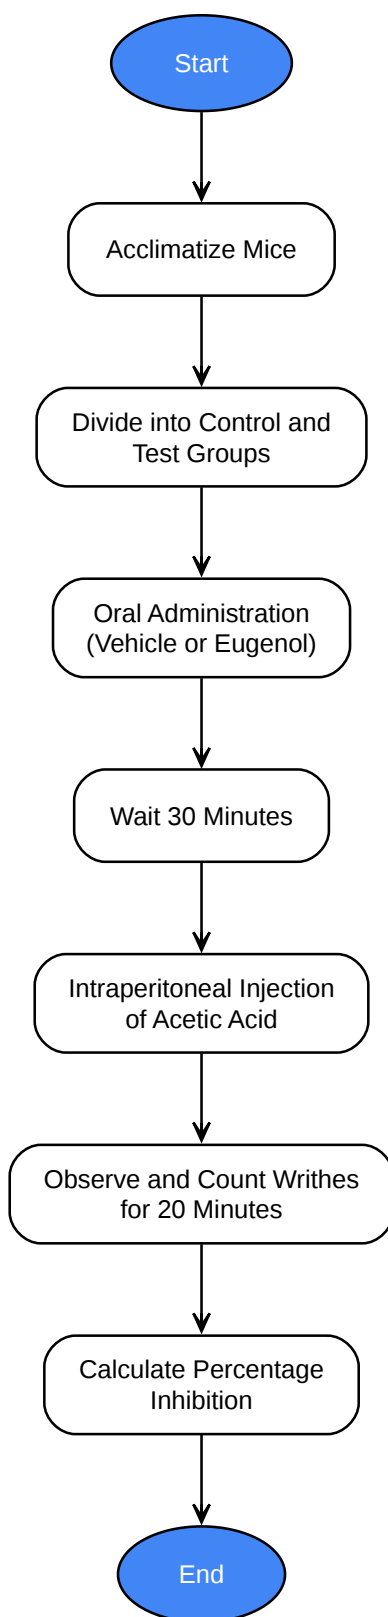 Start
Acclimatize Mice
Divide into Control and
Test Groups
Oral Administration
(Vehicle or Eugenol)
Wait 30 Minutes
Intraperitoneal Injection
of Acetic Acid
Observe and Count Writhes
for 20 Minutes
Calculate Percentage
Inhibition
End